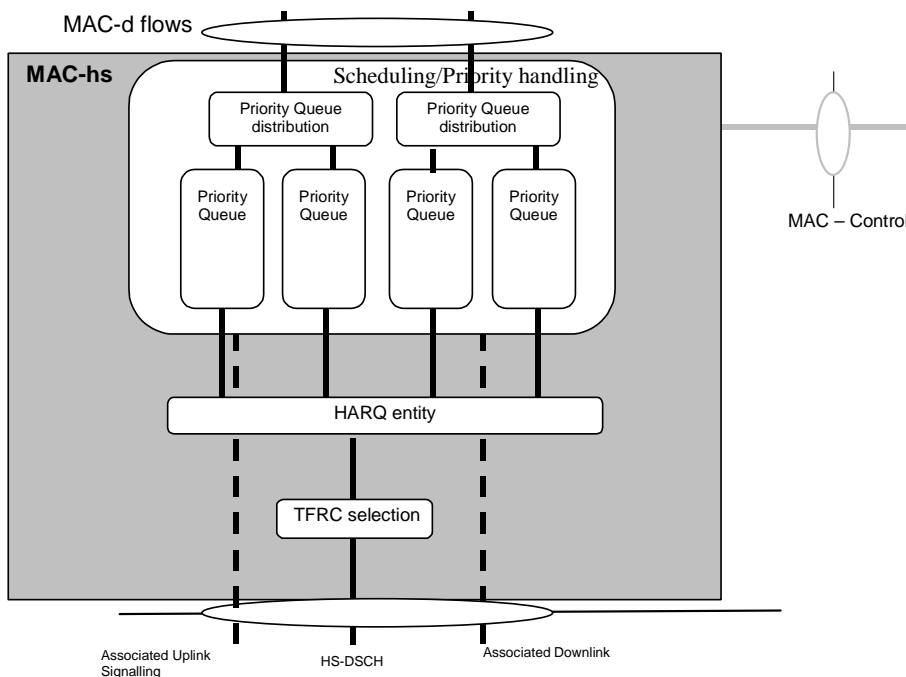 MAC-d flows
MAC-hs
Scheduling/Priority handling
Priority Queue
distribution
Priority Queue
distribution
Priority
Queue
Priority
Queue
Priority
Queue
Priority
Queue
MAC – Control
HARQ entity
TFRC selection
Associated Uplink
Signalling
HS-DSCH
Associated Downlink